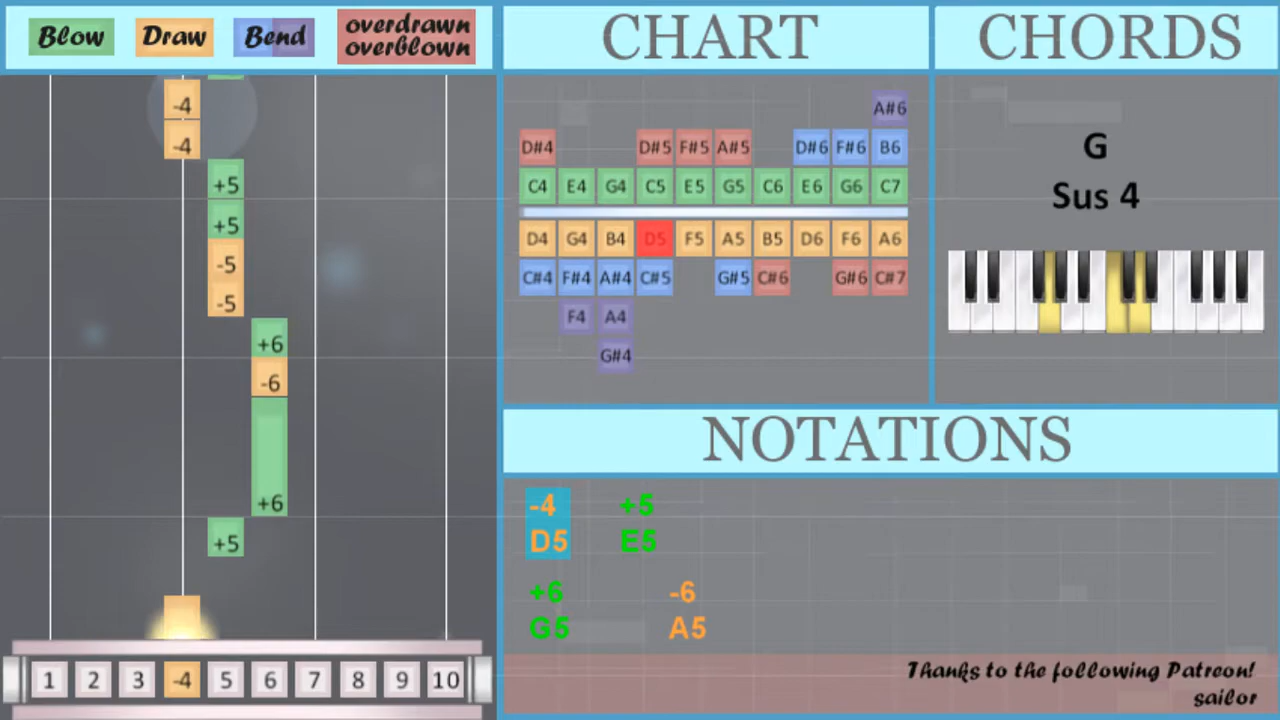 Blow Draw Bend overdrawn
overblown
CHART
CHORDS
-4
-4
+5
+5
-5
-5
+6
-6
+6
+5
1 2 3 -4 5 6 7 8 9 10
A#6
D#4 D#5 F#5 A#5 D#6 F#6 B6
C4 E4 G4 C5 E5 G5 C6 E6 G6 C7
D4 G4 B4 D5 F5 A5 B5 D6 F6 A6
C#4 F#4 A#4 C#5 G#5 C#6 G#6 C#7
F4 A4
G#4
G
Sus 4
NOTATIONS
-4 +5
D5 E5
+6 -6
G5 A5
Thanks to the following Patreon!
sailor